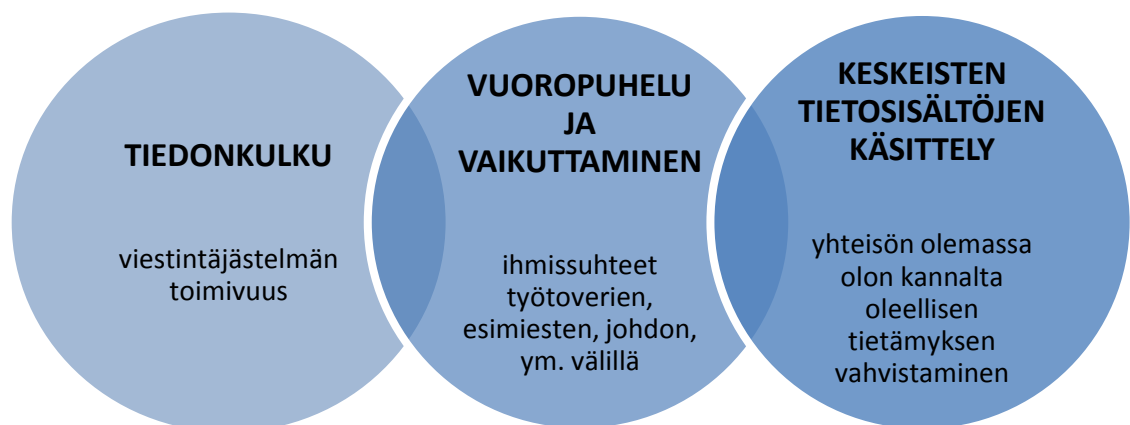 TIEDONKULKU
viestintäjästelmän
toimivuus
VUOROPUHELU
JA
VAIKUTTAMINEN
ihmissuhteet
työtoverien,
esimiesten, johdon,
ym. välillä
KESKEISTEN
TIETOSISÄLTÖJEN
KÄSITTELY
yhteisön olemassa
olon kannalta
oleellisen
tietämyksen
vahvistaminen